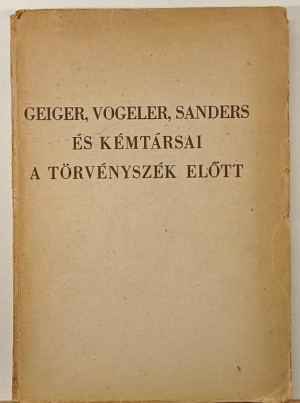 GEIGER, VOGELER, SANDERS
ÉS KÉMTÁRSAI
A TÖRVÉNYSZÉK ELŐTT